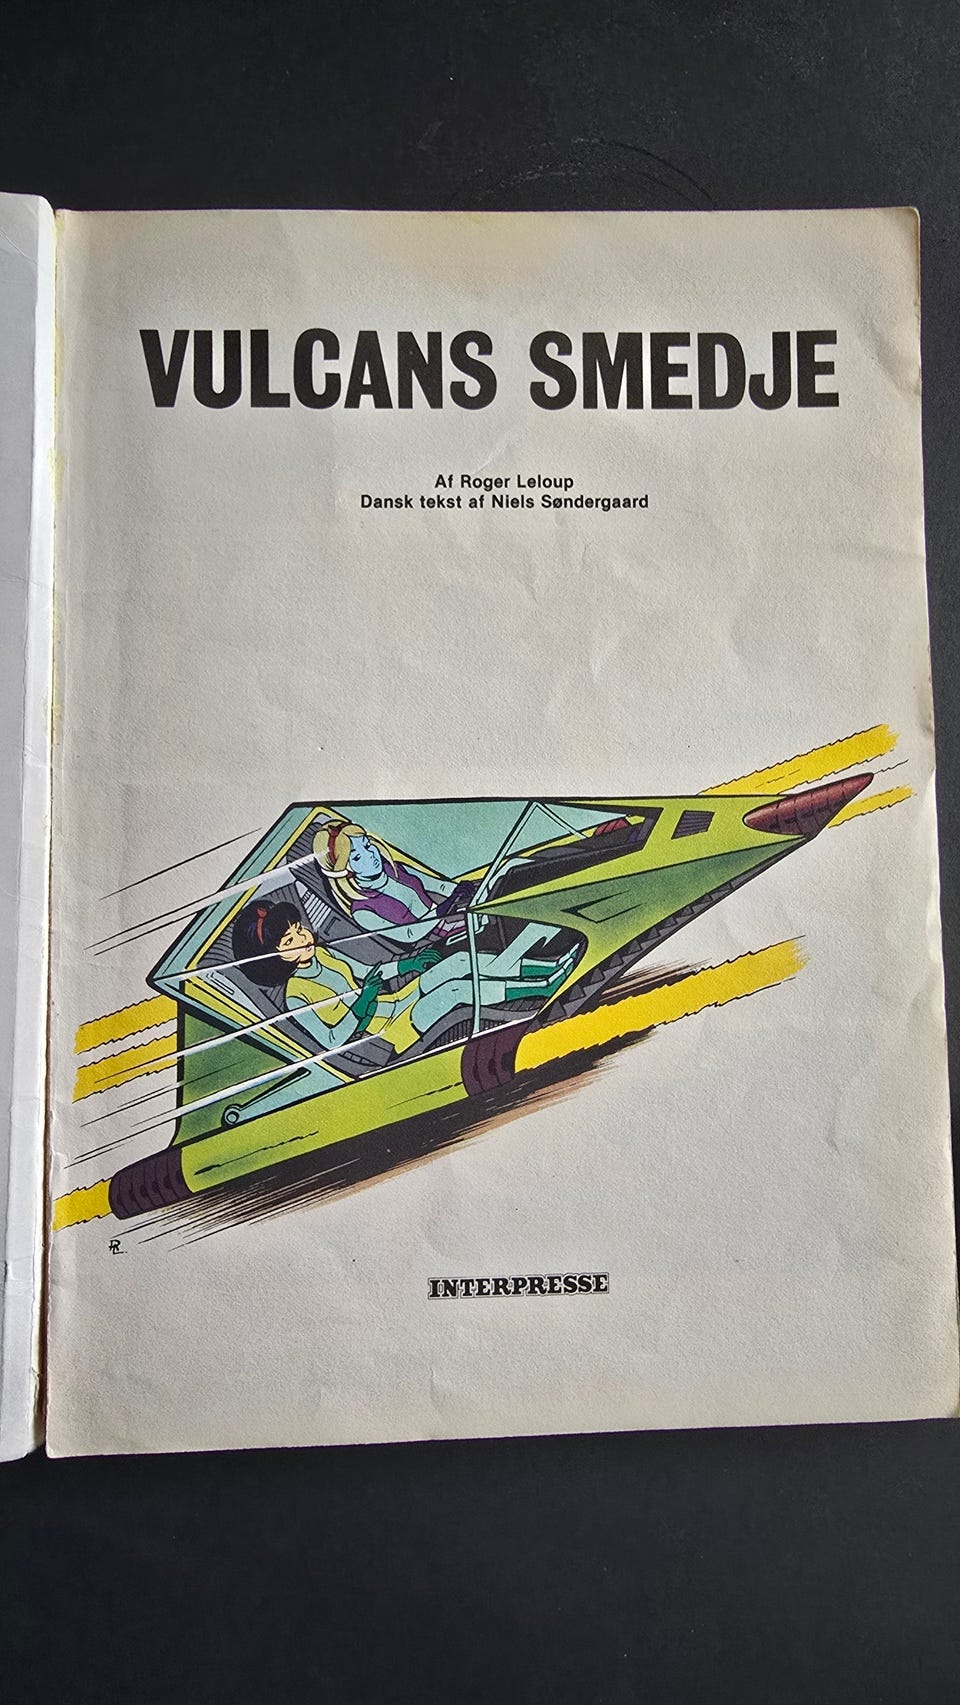 VULCANS SMEDJE
Af Roger Leloup
Dansk tekst af Niels Søndergaard
RL.
INTERPRESSE